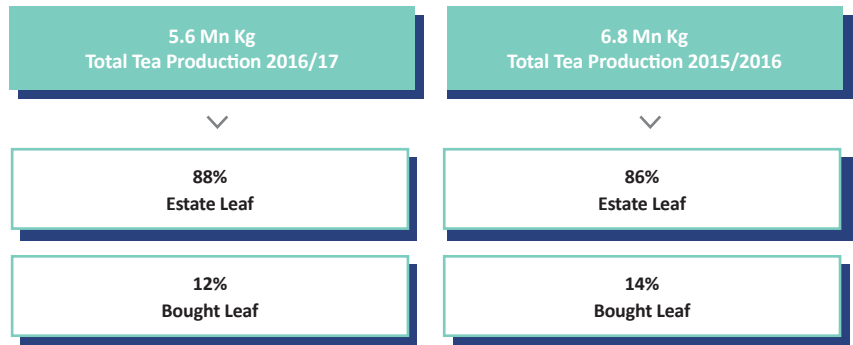 5.6 Mn Kg
Total Tea Production 2016/17
88%
Estate Leaf
12%
Bought Leaf
6.8 Mn Kg
Total Tea Production 2015/2016
86%
Estate Leaf
14%
Bought Leaf